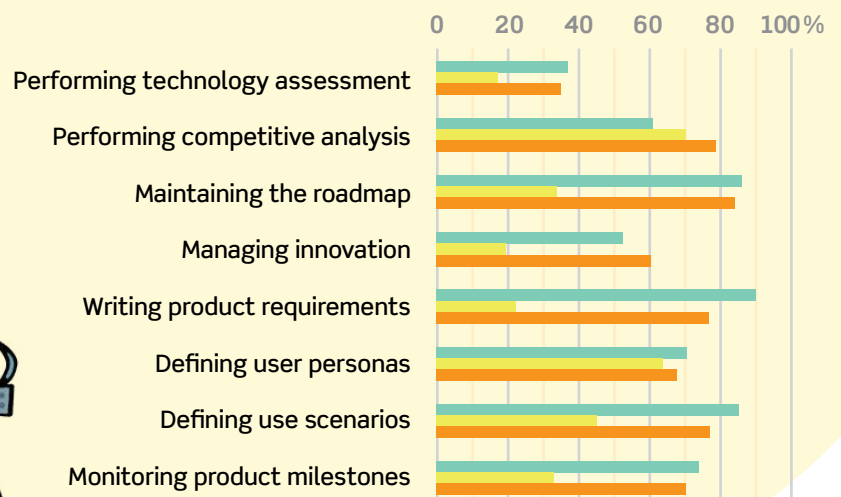 0 20 40 60 80 100%
Performing technology assessment
Performing competitive analysis
Maintaining the roadmap
Managing innovation
Writing product requirements
Defining user personas
Defining use scenarios
Monitoring product milestones